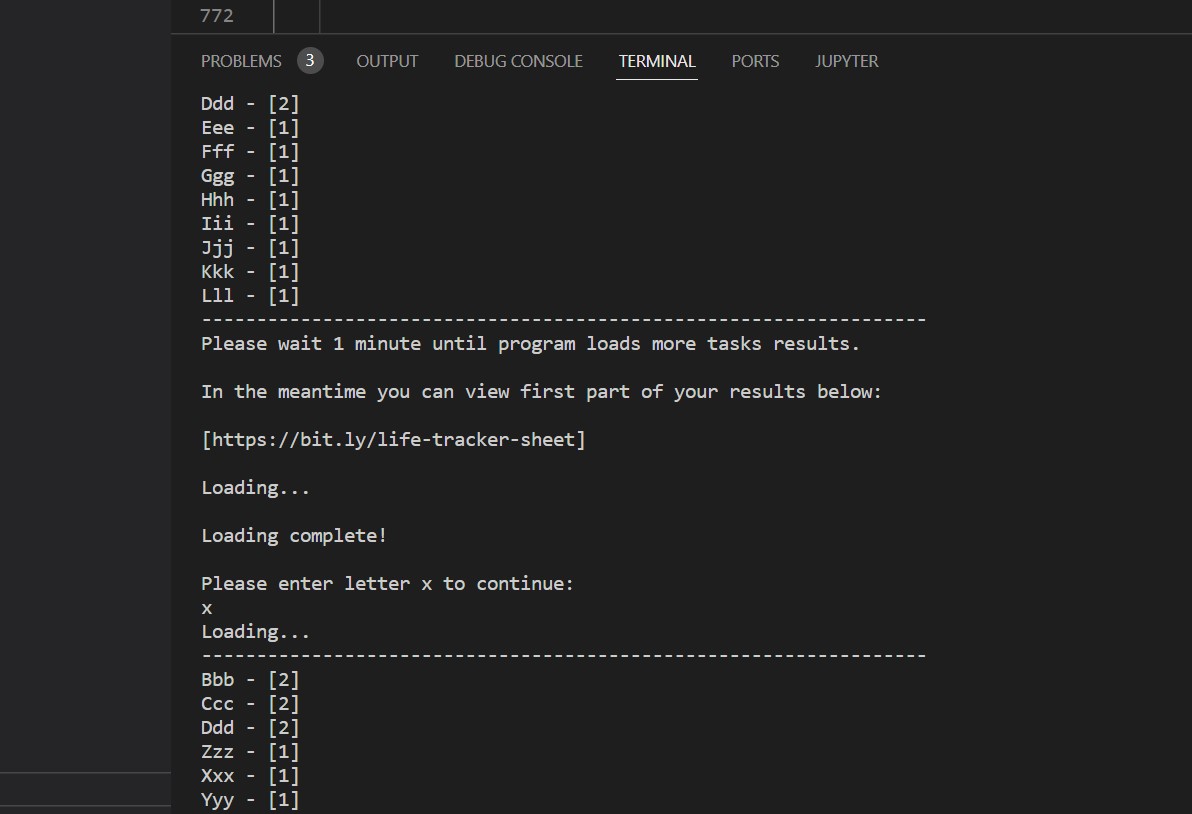 772
PROBLEMS 3 OUTPUT DEBUG CONSOLE TERMINAL PORTS JUPYTER
Ddd - [2]
Eee - [1]
Fff - [1]
Ggg - [1]
Hhh - [1]
Iii - [1]
Jjj - [1]
Kkk - [1]
Lll - [1]
------------------------------------------------------------------
Please wait 1 minute until program loads more tasks results.
In the meantime you can view first part of your results below:
[https://bit.ly/life-tracker-sheet]
Loading...
Loading complete!
Please enter letter x to continue:
x
Loading...
------------------------------------------------------------------
Bbb - [2]
Ccc - [2]
Ddd - [2]
Zzz - [1]
Xxx - [1]
Yyy - [1]